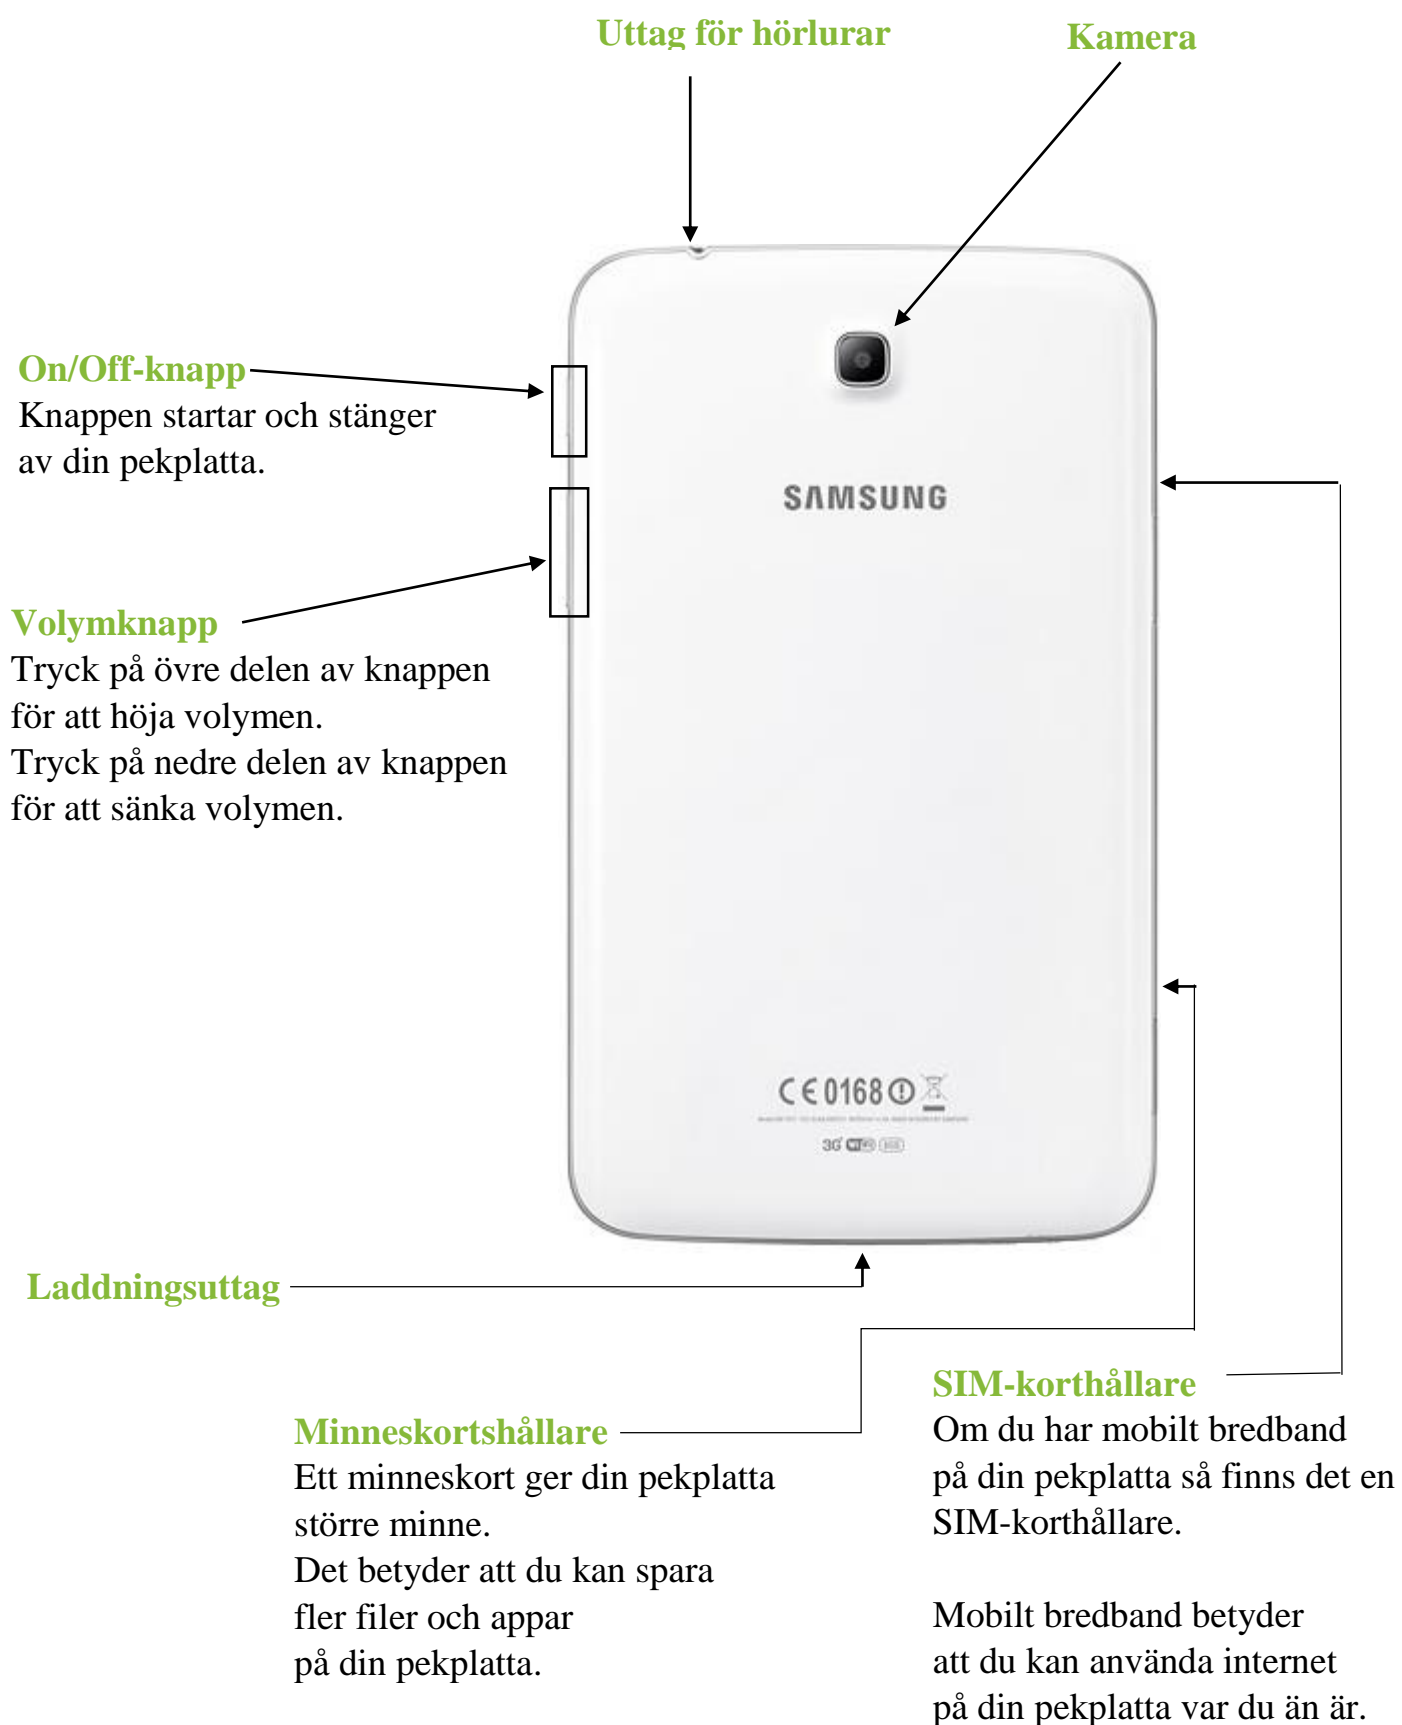 Uttag för hörlurar
Kamera
On/Off-knapp
Knappen startar och stänger
av din pekplatta.
SAMSUNG
Volymknapp
Tryck på övre delen av knappen
för att höja volymen.
Tryck på nedre delen av knappen
för att sänka volymen.
CE0168
3G WiFi
Laddningsuttag
Minneskortshållare
Ett minneskort ger din pekplatta
större minne.
Det betyder att du kan spara
fler filer och appar
på din pekplatta.
SIM-korthållare
Om du har mobilt bredband
på din pekplatta så finns det en
SIM-korthållare.
Mobilt bredband betyder
att du kan använda internet
på din pekplatta var du än är.